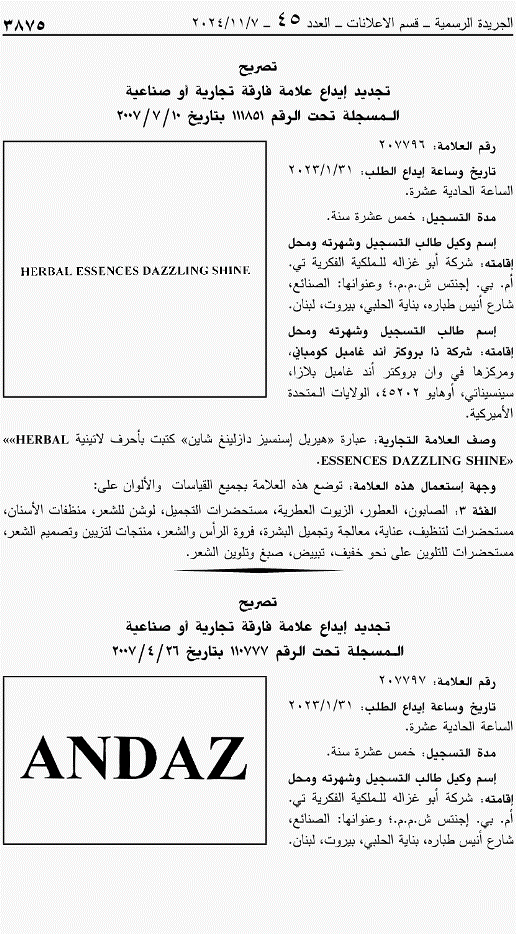 الجريدة الرسمية ــ قسم الاعلانات ــ العدد ٤٥ ــ ٢٠٢٤/١١/٧
٣٨٧٥
تصريح
تجديد إيداع علامة فارقة تجارية أو صناعية
المسجلة تحت الرقم ١١١٨٥١ بتاريخ ٢٠٠٧/٧/١٠
رقم العلامة: ٢٠٧٧٩٦
تاريخ وساعة إيداع الطلب: ٢٠٢٣/١/٣١
الساعة الحادية عشرة.
مدة التسجيل: خمس عشرة سنة.
إسم وكيل طالب التسجيل وشهرته ومحل
إقامته: شركة أبو غزاله للملكية الفكرية تي.
أم. بي. إجنتس ش.م.م.؛ وعنوانها: الصنائع،
شارع أنيس طباره، بناية الحلبي، بيروت، لبنان.
إسم طالب التسجيل وشهرته ومحل
إقامته: شركة ذا بروكتر أند غامبل كومباني،
ومركزها في وان بروكتر أند غامبل بلازا،
سينسيناتي، أوهايو ٤٥٢٠٢، الولايات المتحدة
الأميركية.
HERBAL ESSENCES DAZZLING SHINE
وصف العلامة التجارية: عبارة «هيربل إسنسيز دازلينغ شاين» كتبت بأحرف لاتينية «HERBAL»
ESSENCES DAZZLING SHINE».
وجهة إستعمال هذه العلامة: توضع هذه العلامة بجميع القياسات والألوان على:
الفئة ٣: الصابون، العطور، الزيوت العطرية، مستحضرات التجميل، لوشن للشعر، منظفات الأسنان،
مستحضرات لتنظيف، عناية، معالجة وتجميل البشرة، فروة الرأس والشعر، منتجات لتزيين وتصميم الشعر،
مستحضرات للتلوين على نحو خفيف، تبييض، صبغ وتلوين الشعر.
تصريح
تجديد إيداع علامة فارقة تجارية أو صناعية
المسجلة تحت الرقم ١١٠٧٧٧ بتاريخ ٢٠٠٧/٤/٢٦
رقم العلامة: ٢٠٧٧٩٧
تاريخ وساعة إيداع الطلب: ٢٠٢٣/١/٣١
الساعة الحادية عشرة.
مدة التسجيل: خمس عشرة سنة.
إسم وكيل طالب التسجيل وشهرته ومحل
إقامته: شركة أبو غزاله للملكية الفكرية تي.
أم. بي. إجنتس ش.م.م.؛ وعنوانها: الصنائع،
شارع أنيس طباره، بناية الحلبي، بيروت، لبنان.
ANDAZ